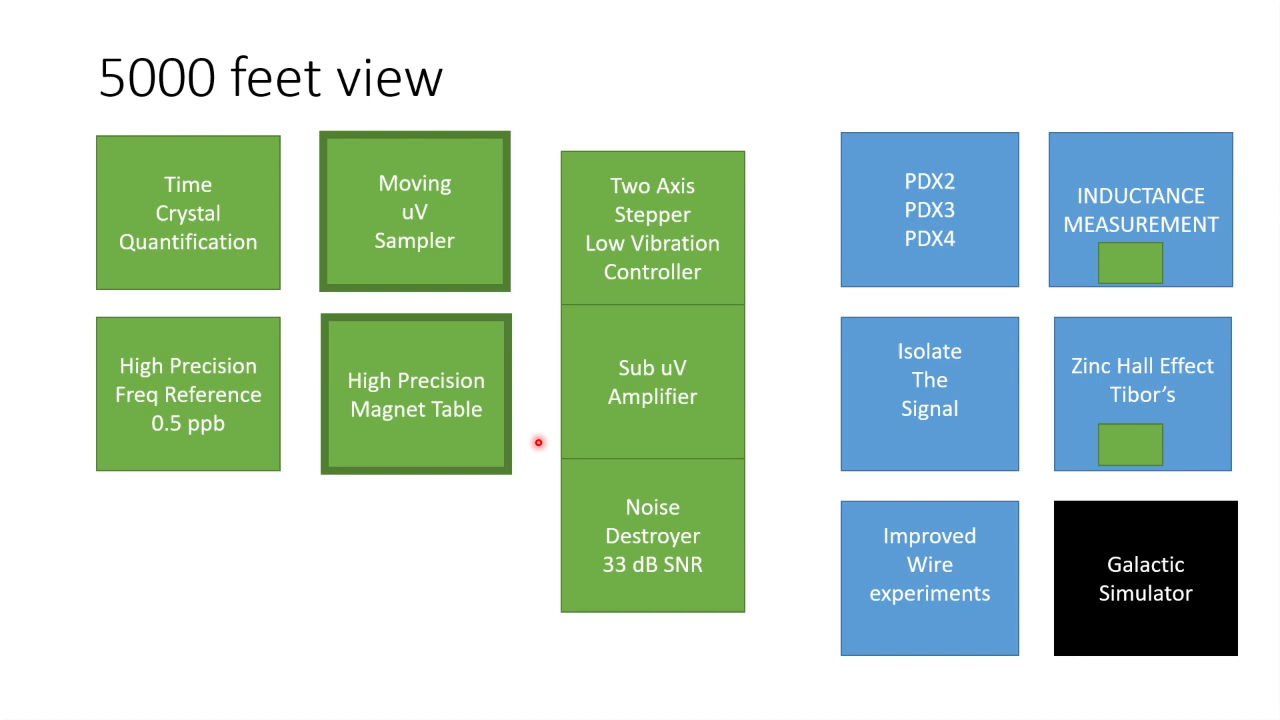 5000 feet view
Time
Crystal
Quantification
Moving
uV
Sampler
Two Axis
Stepper
Low Vibration
Controller
PDX2
PDX3
PDX4
INDUCTANCE
MEASUREMENT
High Precision
Freq Reference
0.5 ppb
High Precision
Magnet Table
Sub uV
Amplifier
Isolate
The
Signal
Zinc Hall Effect
Tibor’s
Noise
Destroyer
33 dB SNR
Improved
Wire
experiments
Galactic
Simulator